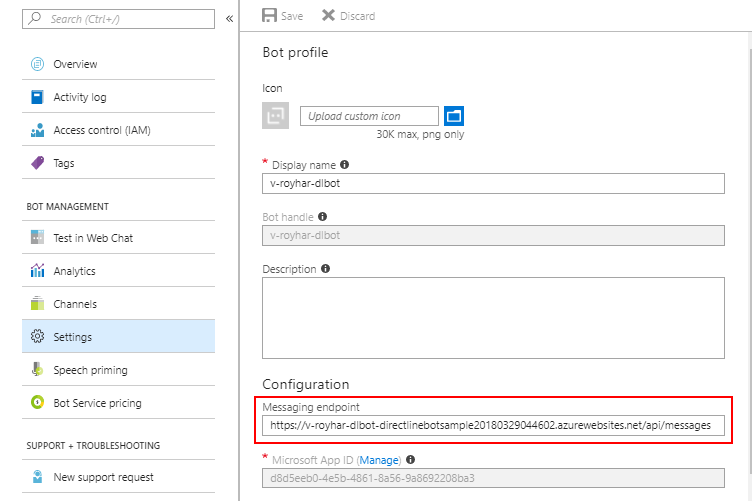 Search (Ctrl+/)
«
Overview
Activity log
Access control (IAM)
Tags
BOT MANAGEMENT
Test in Web Chat
Analytics
Channels
Settings
Speech priming
Bot Service pricing
SUPPORT + TROUBLESHOOTING
New support request
Save
Discard
Bot profile
Icon
Upload custom icon
30K max, png only
* Display name
v-royhar-dlbot
Bot handle
v-royhar-dlbot
Description
Configuration
Messaging endpoint
https://v-royhar-dlbot-directlinebotsample20180329044602.azurewebsites.net/api/messages
* Microsoft App ID (Manage)
d8d5eeb0-4e5b-4861-8a56-9a8692208ba3